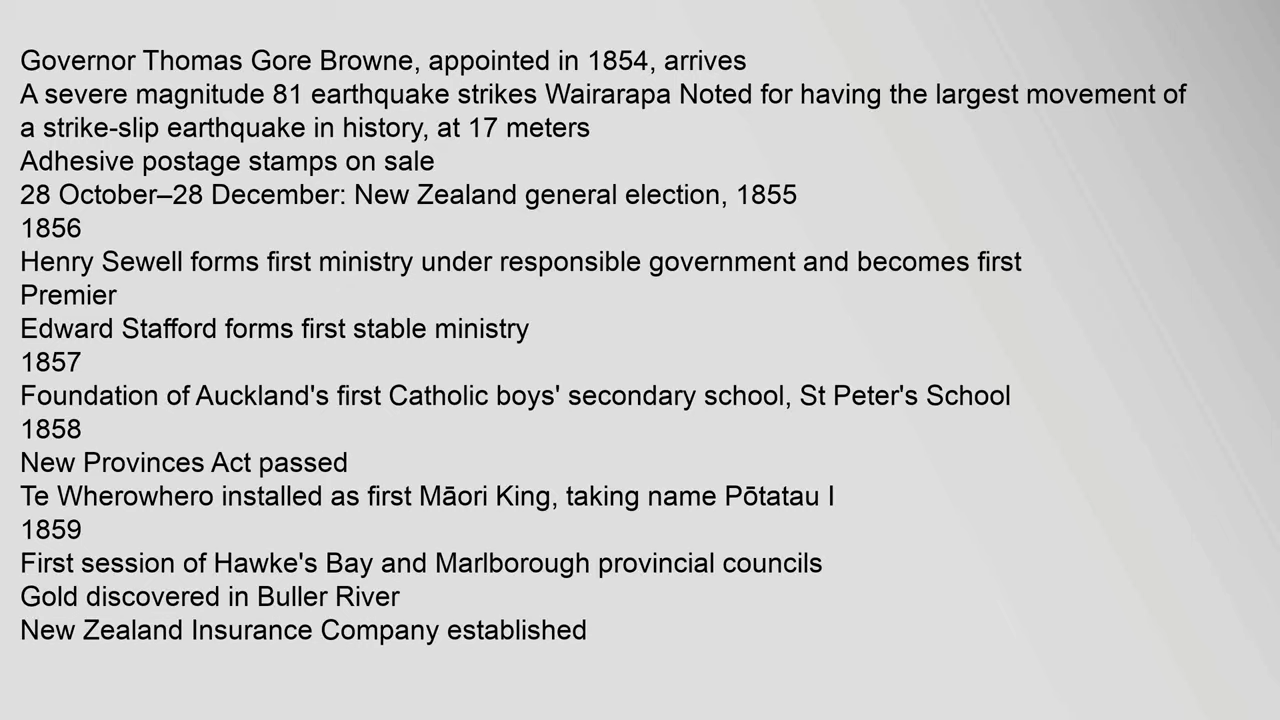 Governor Thomas Gore Browne, appointed in 1854, arrives
A severe magnitude 81 earthquake strikes Wairarapa Noted for having the largest movement of
a strike-slip earthquake in history, at 17 meters
Adhesive postage stamps on sale
28 October–28 December: New Zealand general election, 1855
1856
Henry Sewell forms first ministry under responsible government and becomes first
Premier
Edward Stafford forms first stable ministry
1857
Foundation of Auckland's first Catholic boys' secondary school, St Peter's School
1858
New Provinces Act passed
Te Wherowhero installed as first Māori King, taking name Pōtatau I
1859
First session of Hawke's Bay and Marlborough provincial councils
Gold discovered in Buller River
New Zealand Insurance Company established